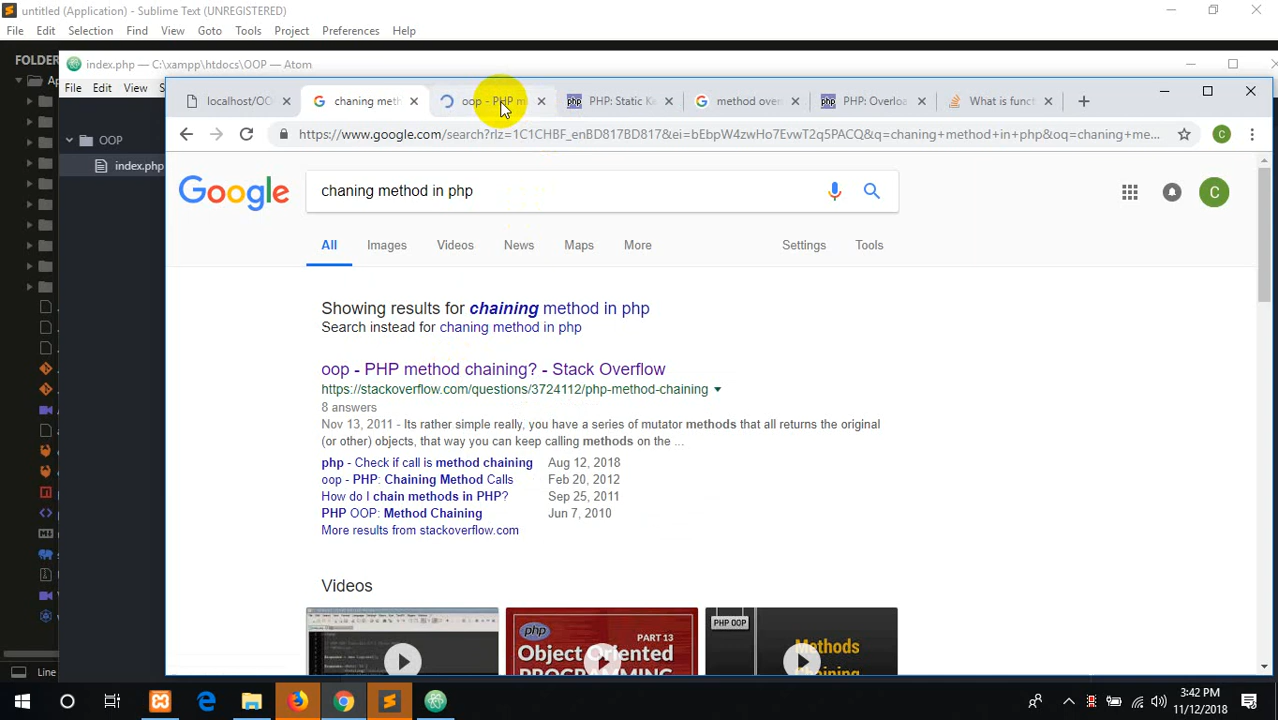 untitled (Application) - Sublime Text (UNREGISTERED)
File Edit Selection Find View Goto Tools Project Preferences Help
FOLDER
index.php — C:\xampp\htdocs\OOP — Atom
File Edit View
OOP
index.php
localhost/OO
chaning meth
oop - PHP m
PHP: Static Ke
method over
PHP: Overloa
What is funct
https://www.google.com/search?rlz=1C1CHBF_enBD817BD817&ei=bEbpW4zwHo7EvwT2q5PACQ&q=chaning+method+in+php&oq=chaning+me...
C
Google
chaning method in php
C
All Images Videos News Maps More Settings Tools
Showing results for chaining method in php
Search instead for chaning method in php
oop - PHP method chaining? - Stack Overflow
https://stackoverflow.com/questions/3724112/php-method-chaining
8 answers
Nov 13, 2011 - Its rather simple really, you have a series of mutator methods that all returns the original
(or other) objects, that way you can keep calling methods on the ...
php - Check if call is method chaining Aug 12, 2018
oop - PHP: Chaining Method Calls Feb 20, 2012
How do I chain methods in PHP? Sep 25, 2011
PHP OOP: Method Chaining Jun 7, 2010
More results from stackoverflow.com
Videos
php
PART 13
Object Oriented
PROGRAMMING
PHP OOP
Methods
Chaining
Line
3:42 PM
11/12/2018